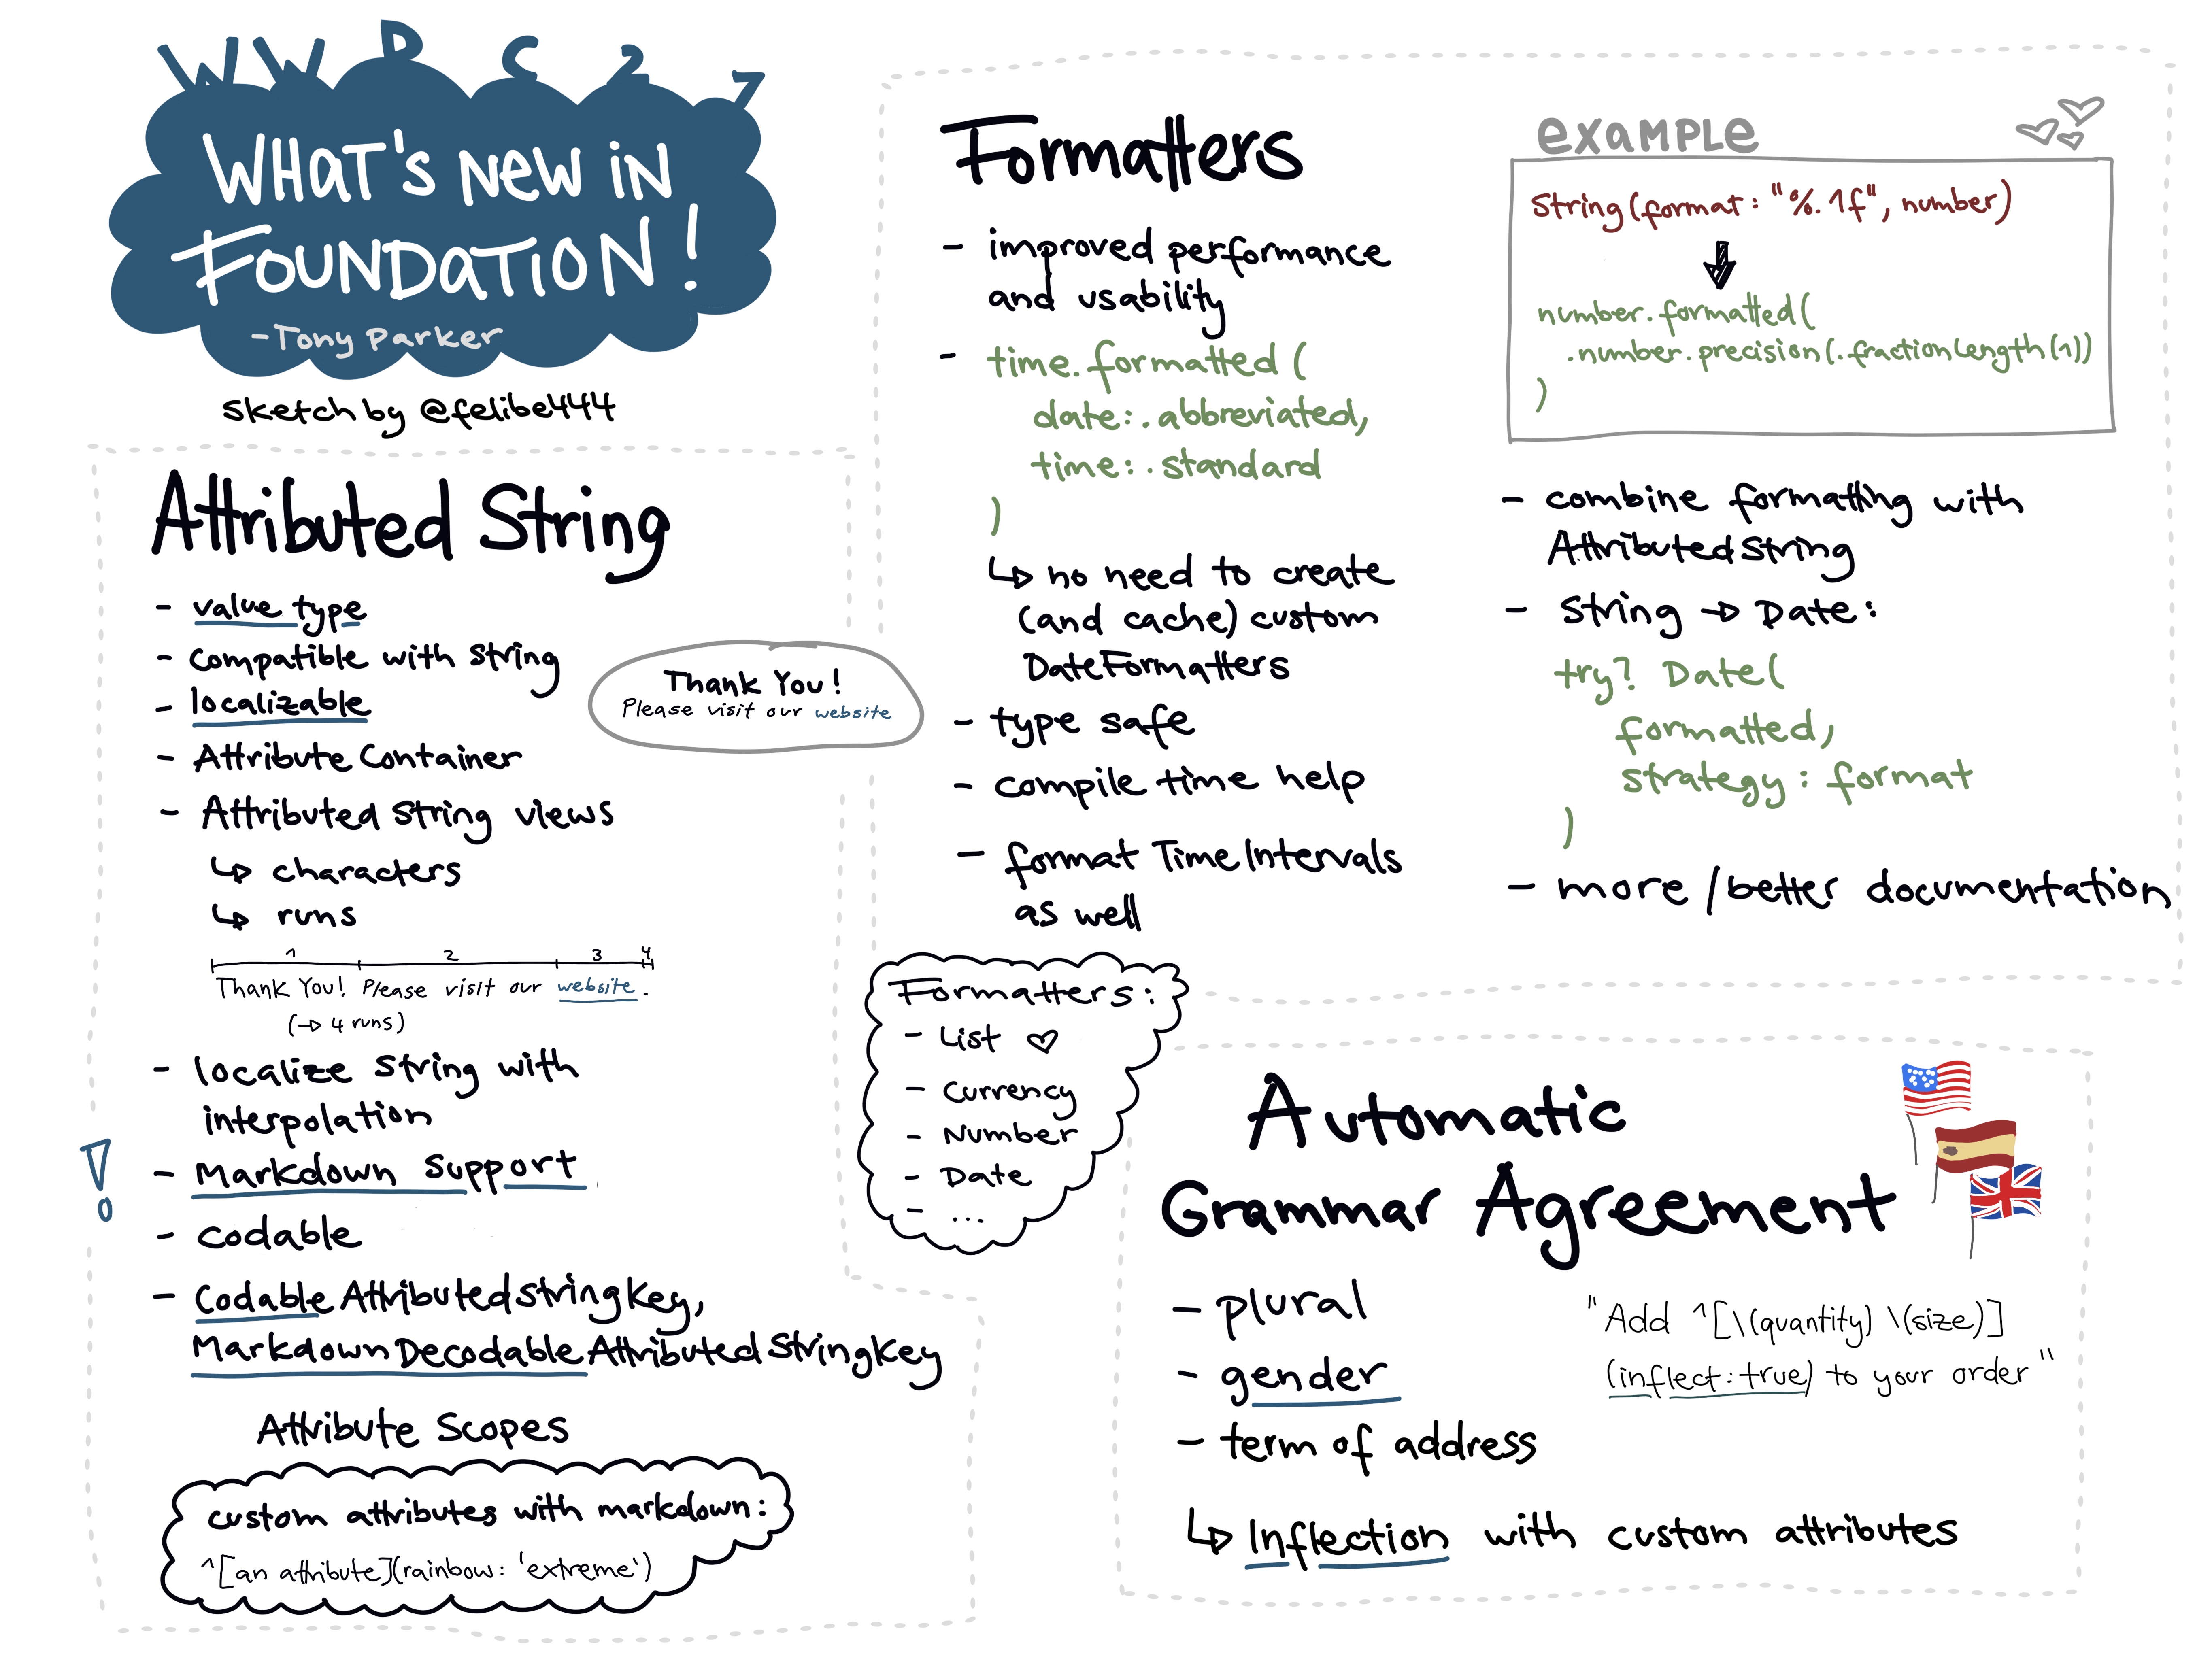 WWDC21
WHAT'S NEW IN
FOUNDATION!
-Tony Parker
sketch by @felibe444
Attributed String
- value type
- compatible with String
- localizable
- Attribute Container
- Attributed String views
↳ characters
↳ runs
1 2 3 4
Thank You! Please visit our website.
(→ 4 runs)
- localize String with
interpolation
! - Markdown Support
- codable
- Codable AttributedStringKey,
MarkdownDecodableAttributedStringKey
Attribute Scopes
custom attributes with markdown:
^[an attribute](rainbow: 'extreme')
Thank You!
Please visit our website
Formatters
- improved performance
and usability
- time.formatted(
date: .abbreviated,
time: .standard
)
↳ no need to create
(and cache) custom
DateFormatters
- type safe
- compile time help
- format TimeIntervals
as well
Formatters:
- List ♡
- Currency
- Number
- Date
- ...
example
String(format: "%.1f", number)
number.formatted(
.number.precision(.fractionLength(1))
)
- combine formatting with
AttributedString
- String → Date:
try? Date(
formatted,
strategy: format
)
- more/better documentation
Automatic
Grammar Agreement
- plural
- gender
- term of address
↳ Inflection with custom attributes
"Add ^[\(quantity) \(size)]
(inflect:true) to your order"